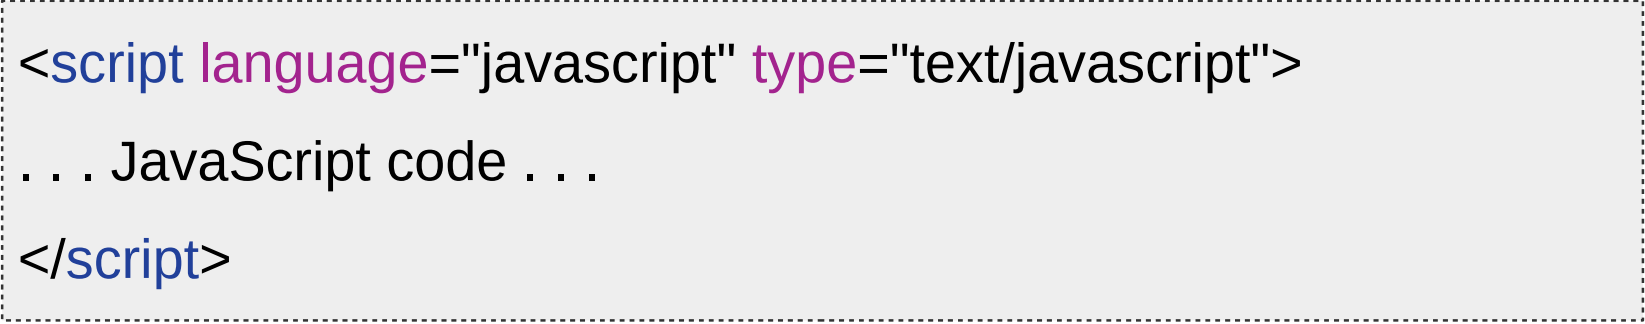 <script language="javascript" type="text/javascript">
. . . JavaScript code . . .
</script>